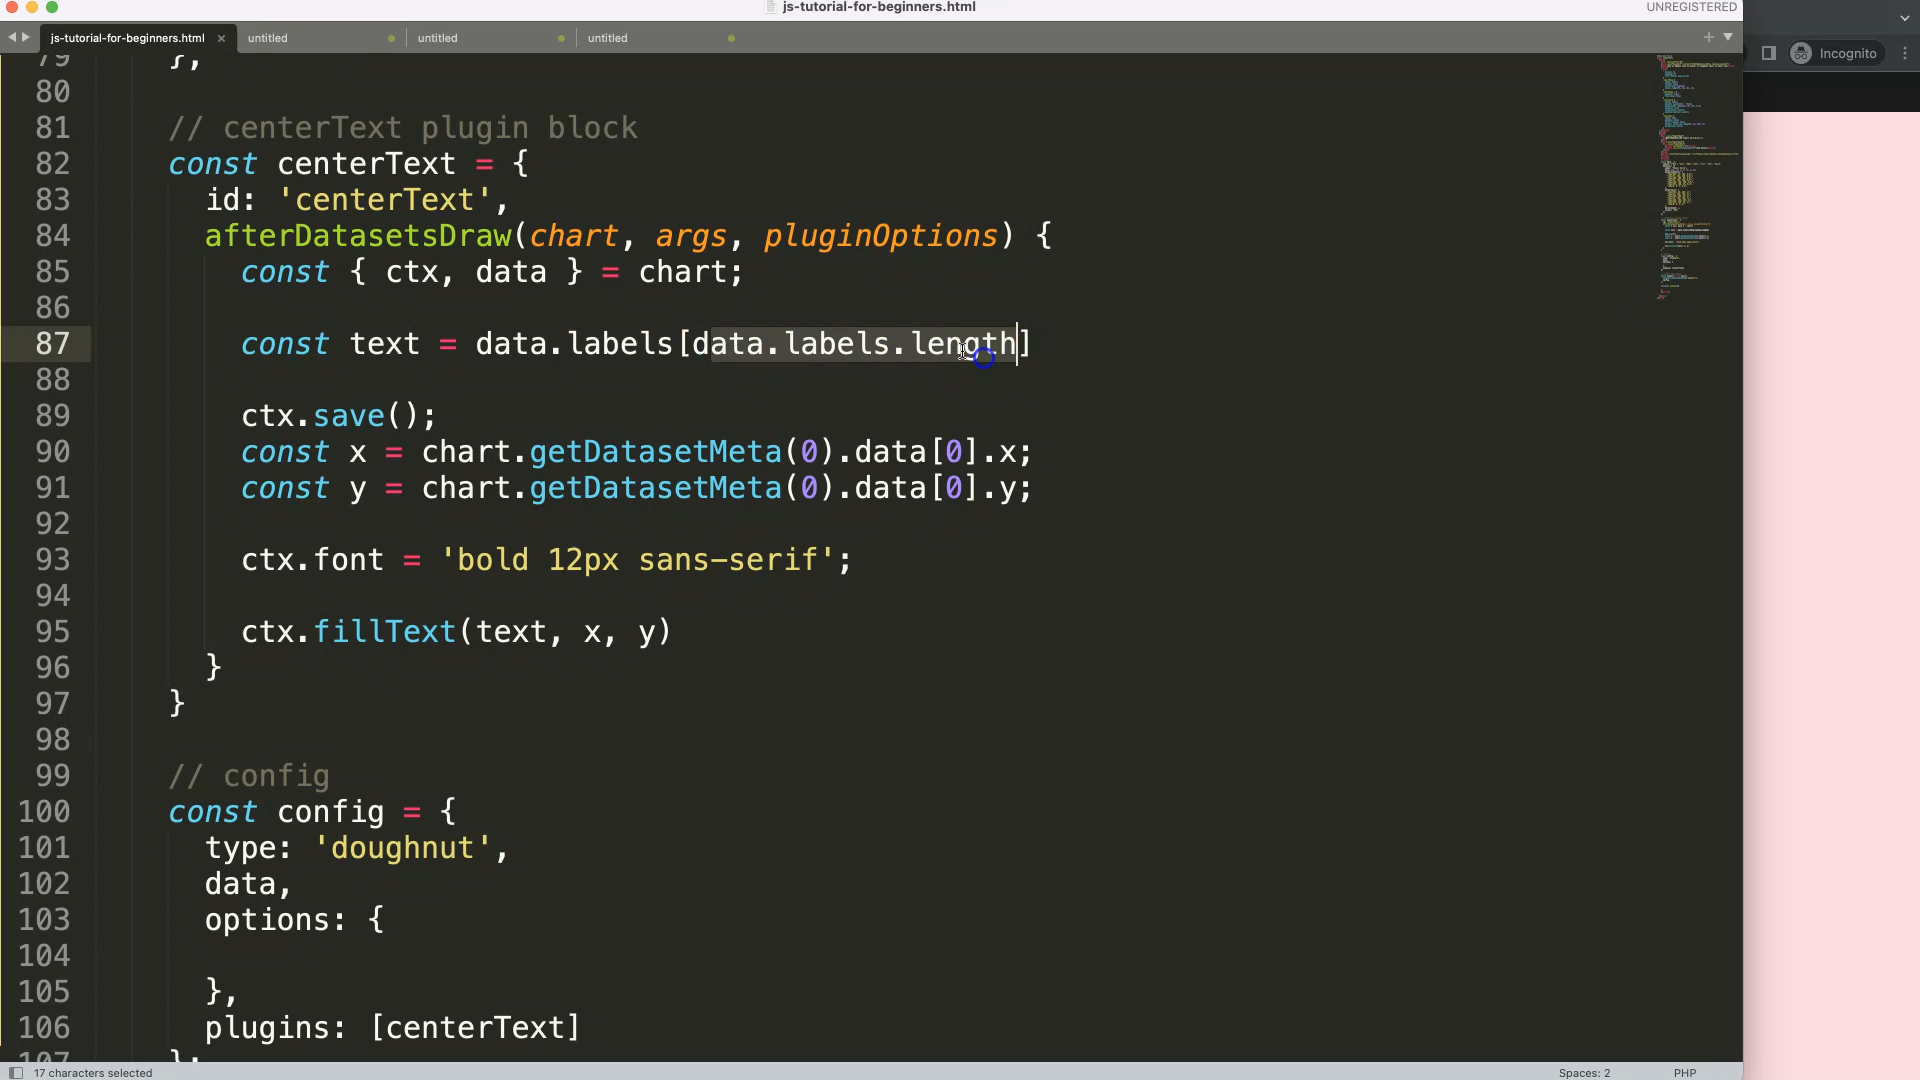 js-tutorial-for-beginners.html
UNREGISTERED
js-tutorial-for-beginners.html × untitled untitled untitled
Incognito
79 },
80
81 // centerText plugin block
82 const centerText = {
83 id: 'centerText',
84 afterDatasetsDraw(chart, args, pluginOptions) {
85 const { ctx, data } = chart;
86
87 const text = data.labels[data.labels.length]
88
89 ctx.save();
90 const x = chart.getDatasetMeta(0).data[0].x;
91 const y = chart.getDatasetMeta(0).data[0].y;
92
93 ctx.font = 'bold 12px sans-serif';
94
95 ctx.fillText(text, x, y)
96 }
97 }
98
99 // config
100 const config = {
101 type: 'doughnut',
102 data,
103 options: {
104
105 },
106 plugins: [centerText]
107 };
17 characters selected
Spaces: 2
PHP